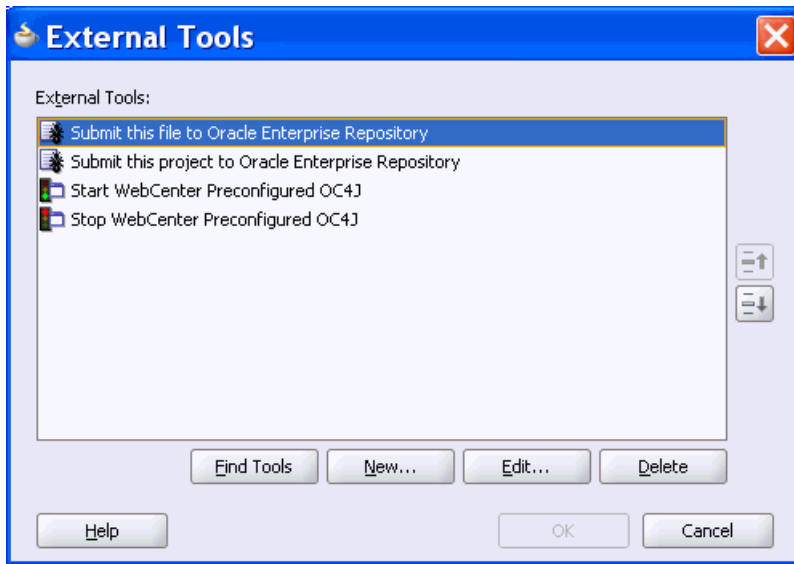 External Tools
External Tools:
Submit this file to Oracle Enterprise Repository
Submit this project to Oracle Enterprise Repository
Start WebCenter Preconfigured OC4J
Stop WebCenter Preconfigured OC4J
Find Tools New... Edit... Delete
Help OK Cancel